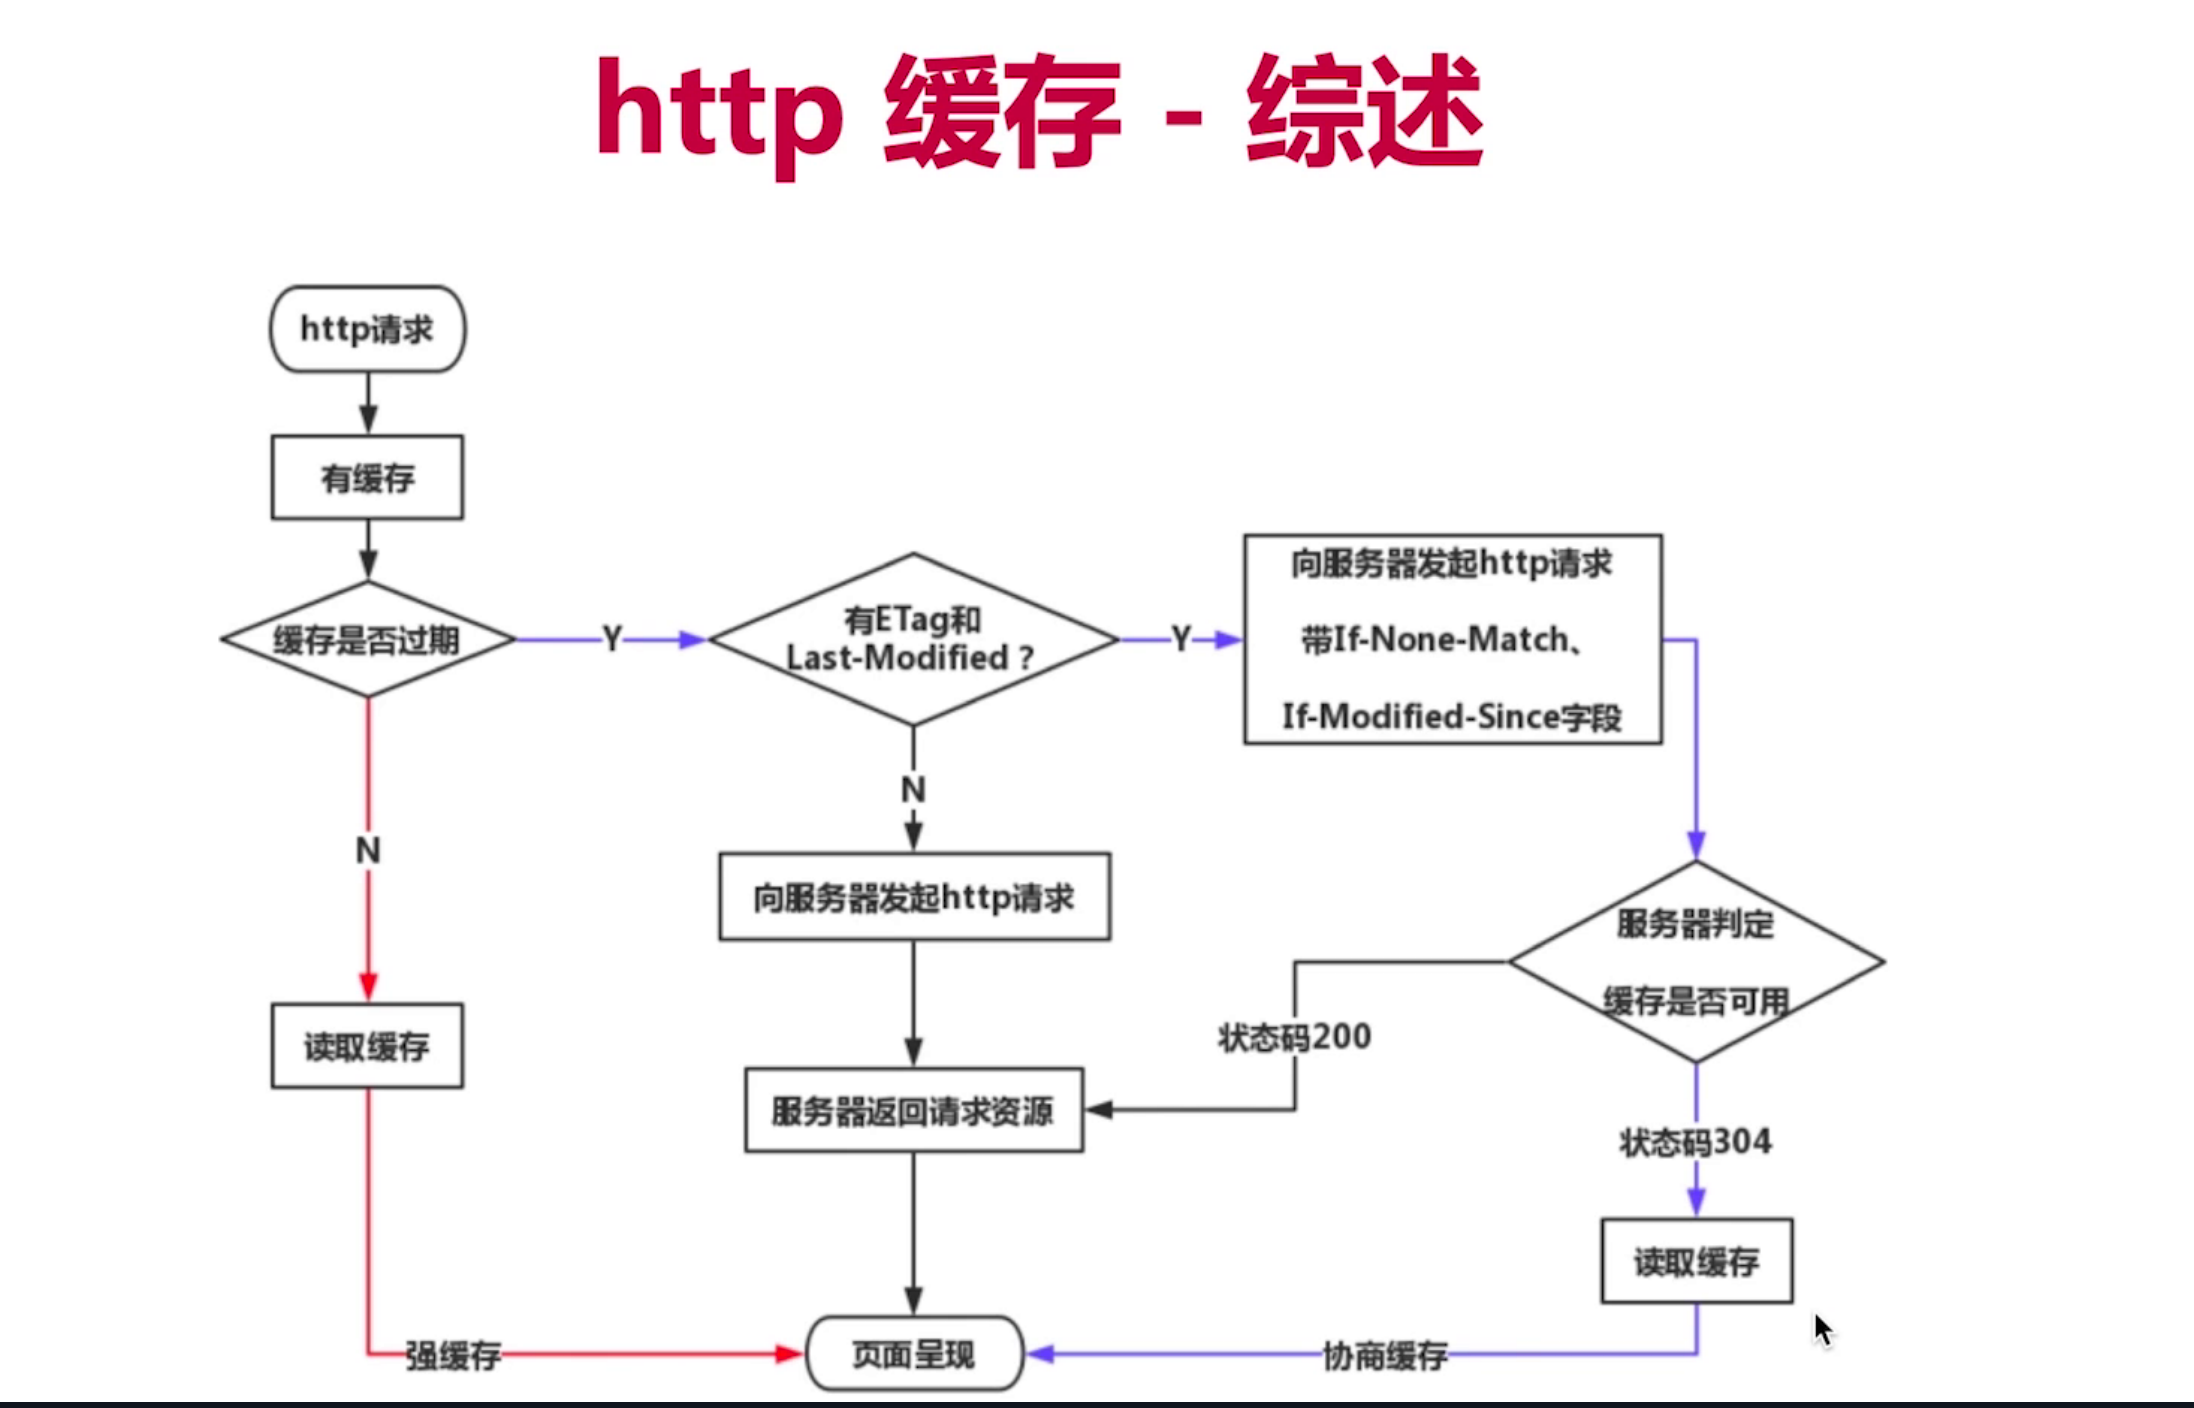 http 缓存 - 综述
http请求
有缓存
缓存是否过期
Y
有ETag和
Last-Modified？
Y
向服务器发起http请求
带If-None-Match、
If-Modified-Since字段
N
N
向服务器发起http请求
服务器判定
缓存是否可用
读取缓存
状态码200
服务器返回请求资源
状态码304
读取缓存
强缓存
页面呈现
协商缓存